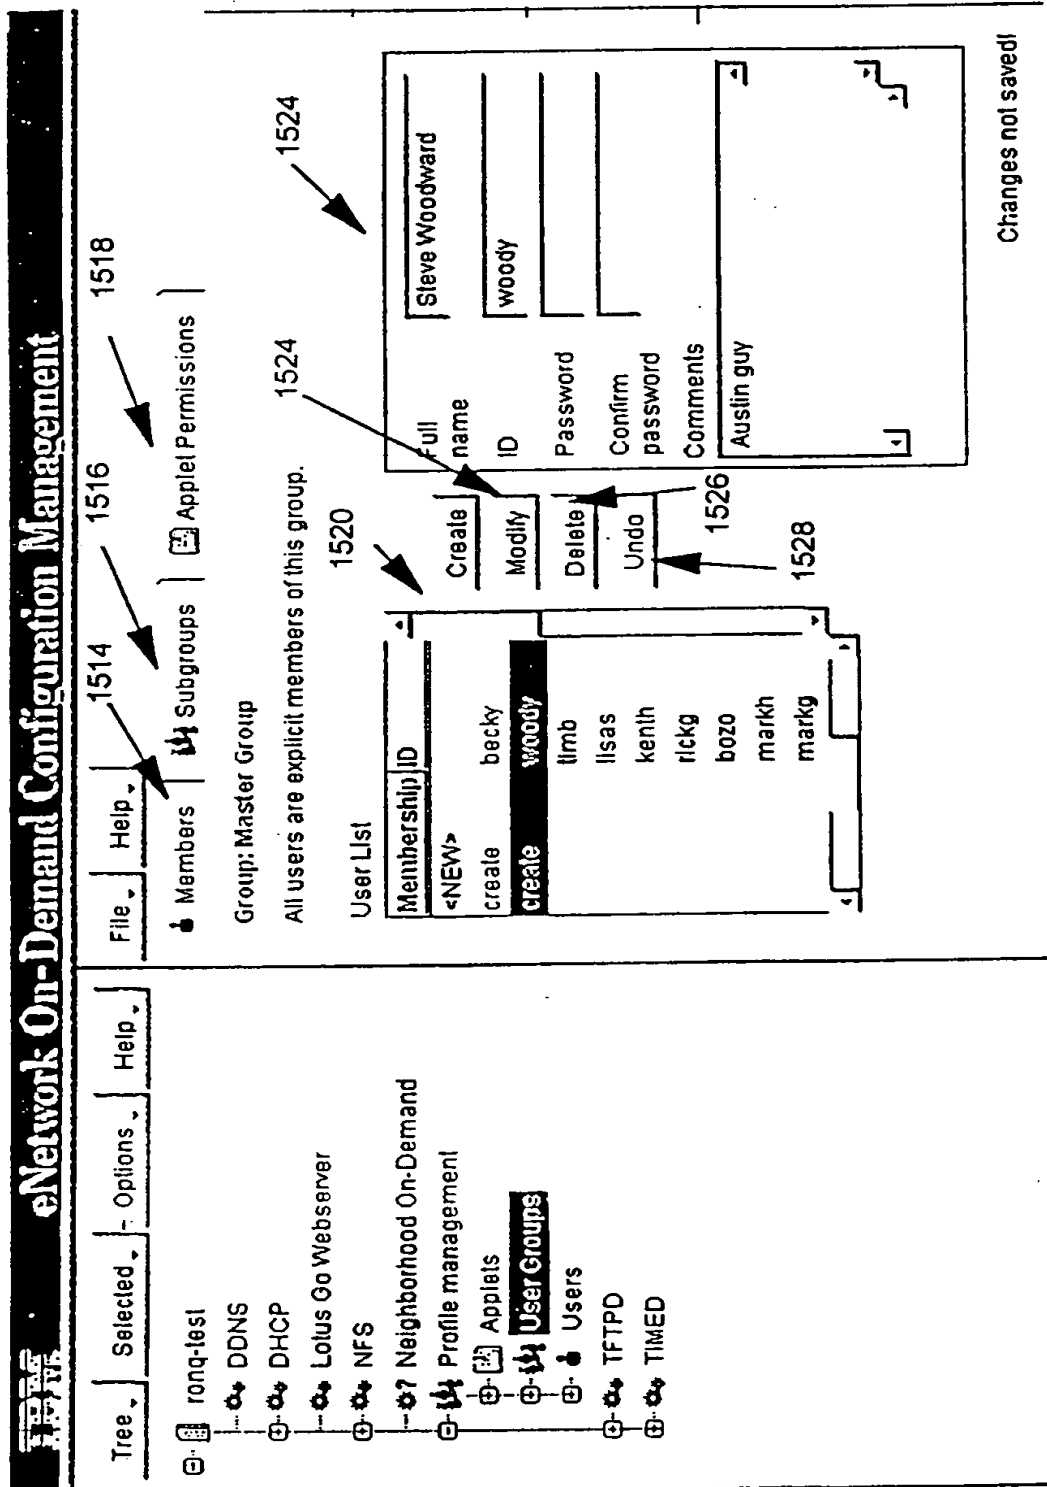 IBM eNetwork On-Demand Configuration Management
Tree Selected Options Help
ronq-test
DDNS
DHCP
Lotus Go Webserver
NFS
Neighborhood On-Demand
Profile management
Applets
User Groups
Users
TFTPD
TIMED
File Help
1514
1516
1518
Members Subgroups Applet Permissions
Group: Master Group
All users are explicit members of this group.
User List
1520
1524
1524
Membership ID
<NEW>
create becky
create woody
timb
lisas
kenlh
rickg
bozo
markh
markg
Create
Modify
Delete
Undo
1526
1528
Full name Steve Woodward
ID woody
Password
Confirm password
Comments
Austin guy
Changes not saved!